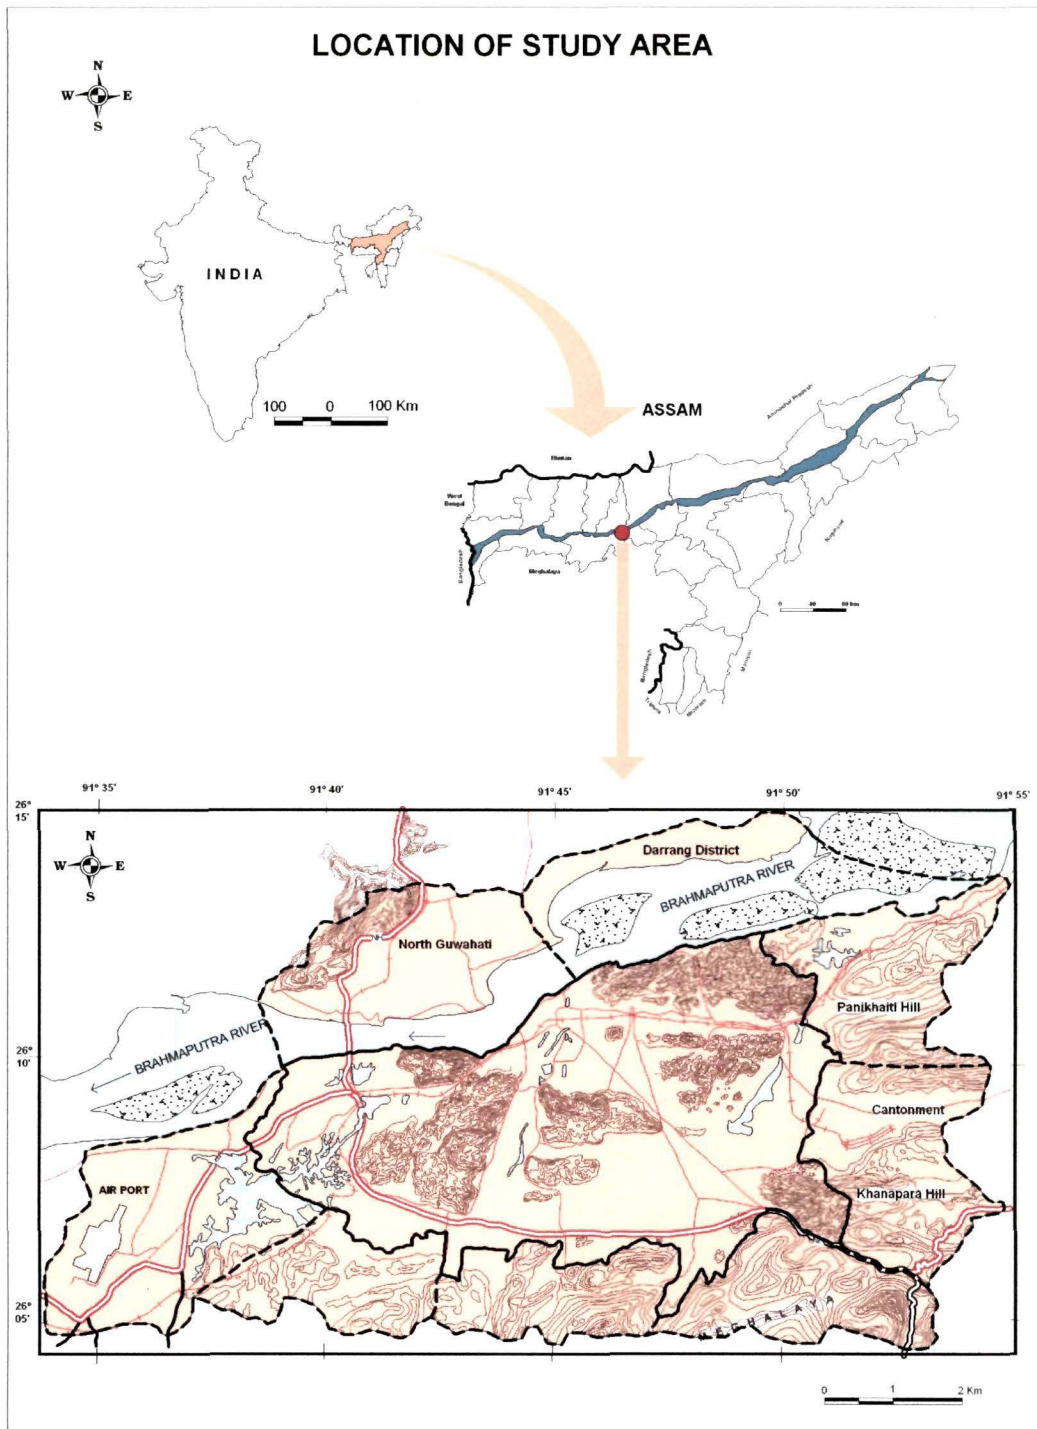 LOCATION OF STUDY AREA
N
W E
S
INDIA
100 0 100 Km
ASSAM
Arunachal Pradesh
Bhutan
West
Bengal
Nagaland
Bangladesh
Meghalaya
Bangladesh
Manipur
Tripura
Mizoram
91° 35' 91° 40' 91° 45' 91° 50' 91° 55'
26°
15'
N
W E
S
Darrang District
BRAHMAPUTRA RIVER
NH
North Guwahati
Panikhaiti Hill
BRAHMAPUTRA RIVER
26°
10'
Cantonment
AIR PORT
Khanapara Hill
26°
05'
MEGHALAYA
0 1 2 Km